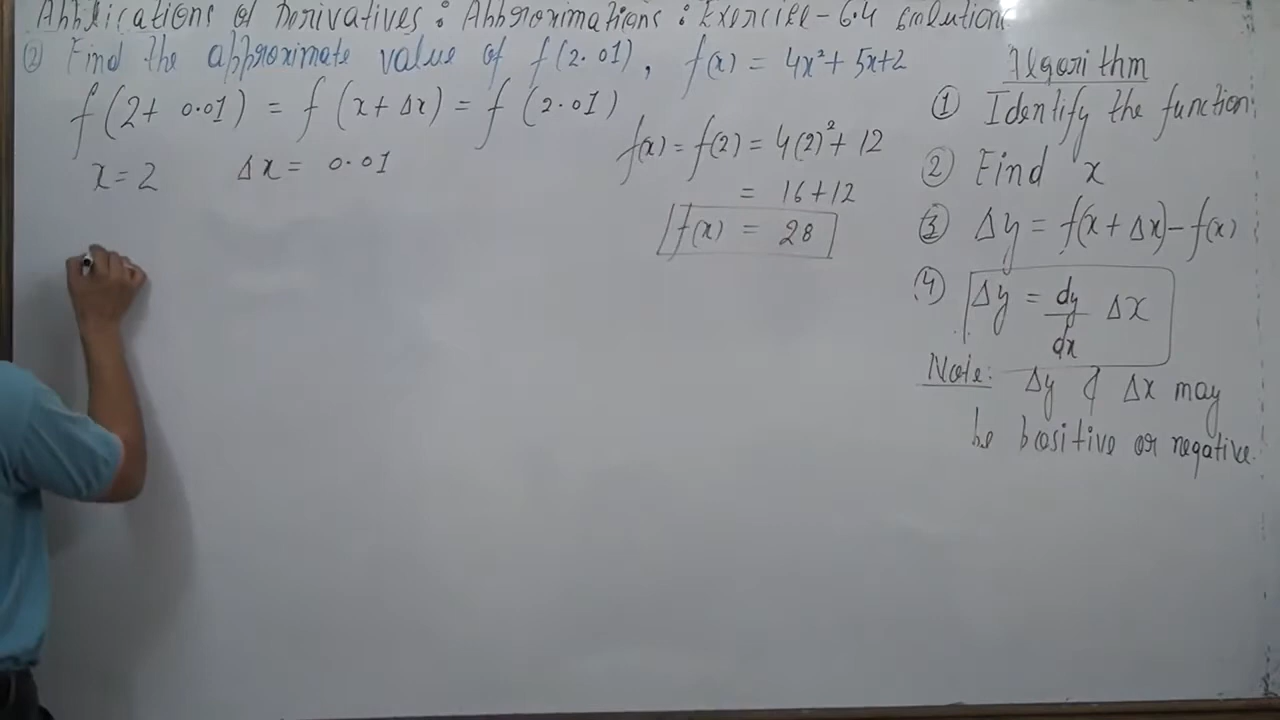 Applications of Derivatives : Approximations : Exercise - 6.4 Solutions
② Find the approximate value of f(2.01), f(x) = 4x² + 5x + 2
f(2 + 0.01) = f(x + Δx) = f(2.01)
x = 2 Δx = 0.01
f(x) = f(2) = 4(2)² + 12
= 16 + 12
f(x) = 28
Algorithm
① Identify the function:
② Find x
③ Δy = f(x + Δx) - f(x)
④ Δy = dy/dx Δx
Note: Δy & Δx may
be positive or negative.